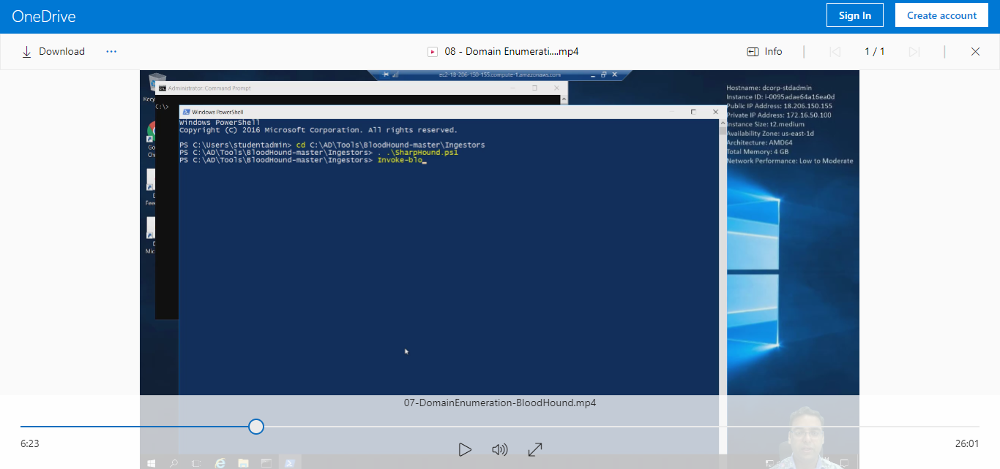 OneDrive
Sign In
Create account
Download
08 - Domain Enumerati....mp4
Info
1 / 1
ec2-18-206-150-155.compute-1.amazonaws.com
Administrator: Command Prompt
C:\>
Windows PowerShell
Windows PowerShell
Copyright (C) 2016 Microsoft Corporation. All rights reserved.
PS C:\Users\studentadmin> cd C:\AD\Tools\BloodHound-master\Ingestors
PS C:\AD\Tools\BloodHound-master\Ingestors> . .\SharpHound.ps1
PS C:\AD\Tools\BloodHound-master\Ingestors> Invoke-blo_
Hostname: dcorp-stdadmin
Instance ID: i-0095adae64a16ea0d
Public IP Address: 18.206.150.155
Private IP Address: 172.16.50.100
Instance Size: t2.medium
Availability Zone: us-east-1d
Architecture: AMD64
Total Memory: 4 GB
Network Performance: Low to Moderate
Recy
Go
Ch
Fee
Mic
07-DomainEnumeration-BloodHound.mp4
6:23
26:01